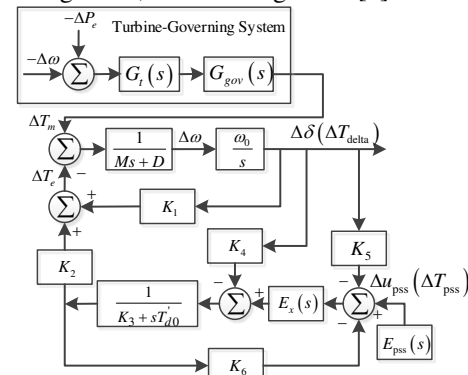 −ΔP_e
Turbine-Governing System
−Δω
Σ
G_t(s)
G_gov(s)
ΔT_m
Δδ(ΔT_delta)
Σ
−
1
Ms + D
Δω
ω_0
s
ΔT_e
Σ
+
+
K_1
K_4
K_5
K_2
−
−
Δu_pss(ΔT_pss)
1
K_3 + sT'_d0
−
Σ
+
E_x(s)
Σ
+
−
E_pss(s)
K_6